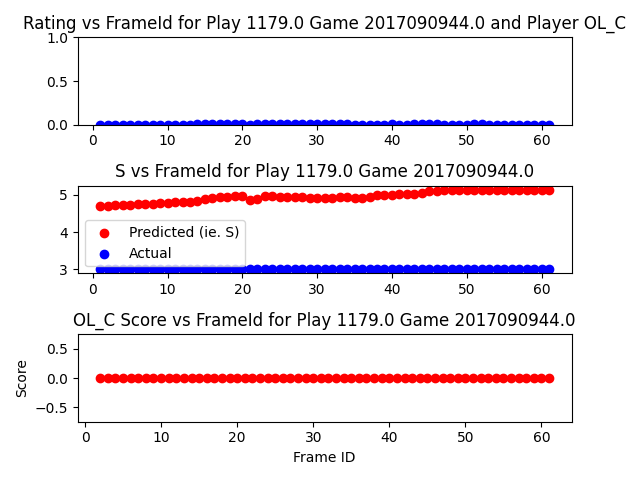 Rating vs FrameId for Play 1179.0 Game 2017090944.0 and Player OL_C
1.0
0.5
0.0
0 10 20 30 40 50 60
S vs FrameId for Play 1179.0 Game 2017090944.0
5
4
3
Predicted (ie. S)
Actual
0 10 20 30 40 50 60
OL_C Score vs FrameId for Play 1179.0 Game 2017090944.0
Score
0.5
0.0
−0.5
0 10 20 30 40 50 60
Frame ID